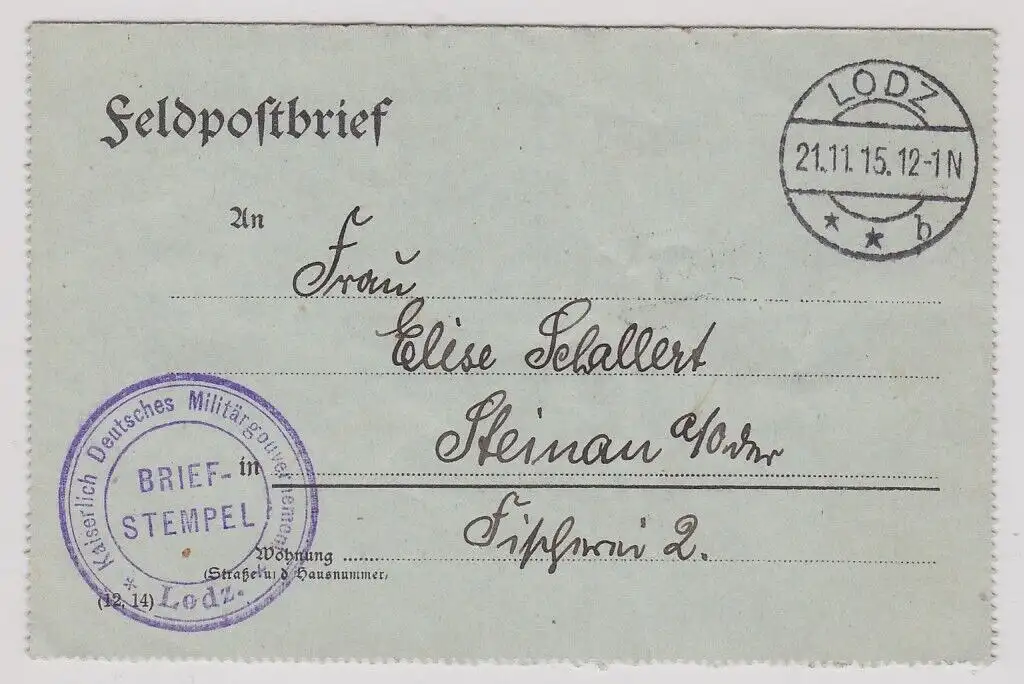 Feldpostbrief
LODZ
21.11.15.12-1N
* * b
An
Frau
Elise Schallert
Steinau a/Oder
in
Fischerei 2.
Wohnung
(Straße und Hausnummer)
(12. 14)
* Kaiserlich Deutsches Militärgouvernement *
BRIEF-
STEMPEL
Lodz.